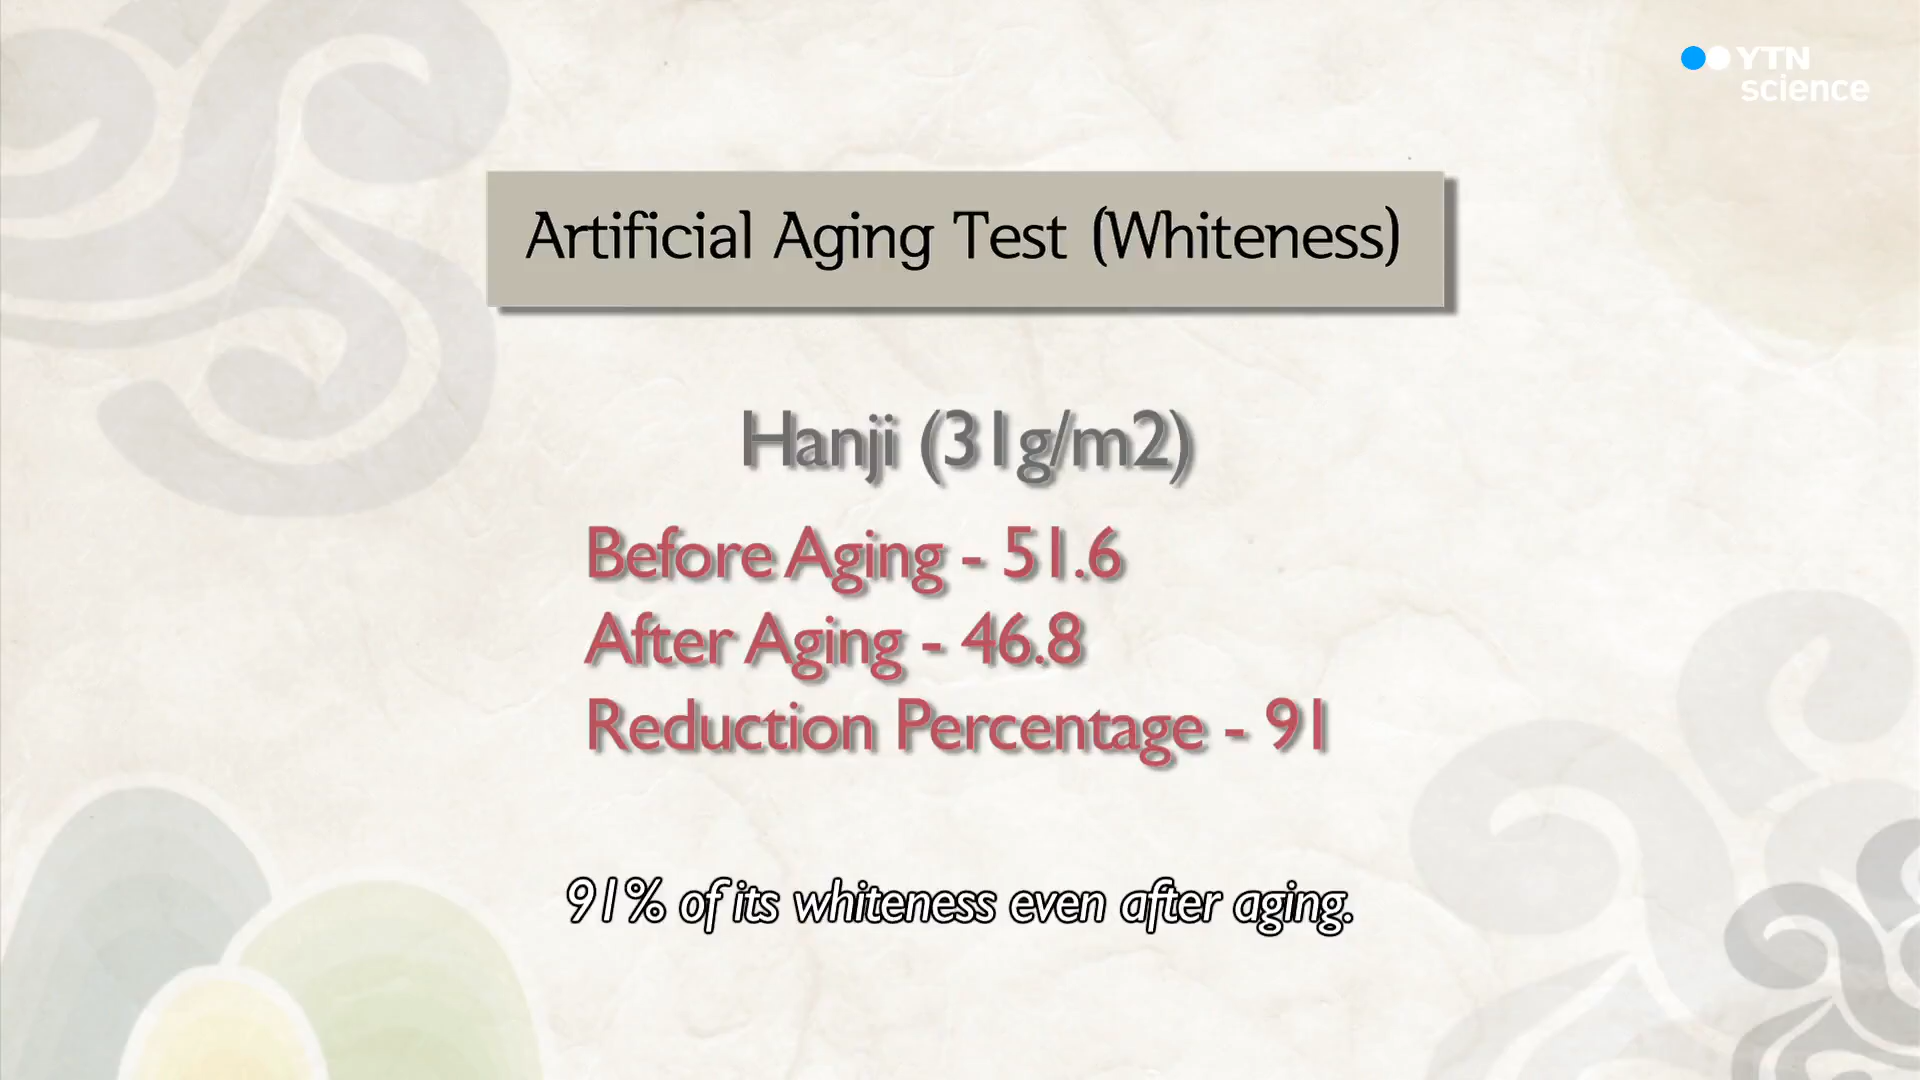 YTN
science
Artificial Aging Test (Whiteness)
Hanji (31g/m2)
Before Aging - 51.6
After Aging - 46.8
Reduction Percentage - 91
91% of its whiteness even after aging.